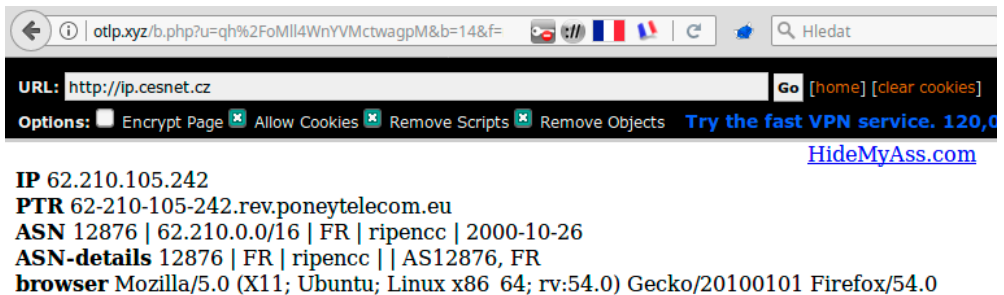 otlp.xyz/b.php?u=qh%2FoMll4WnYVMctwagpM&b=14&f=
Hledat
URL: http://ip.cesnet.cz Go [home] [clear cookies]
Options: Encrypt Page Allow Cookies Remove Scripts Remove Objects Try the fast VPN service. 120,0
HideMyAss.com
IP 62.210.105.242
PTR 62-210-105-242.rev.poneytelecom.eu
ASN 12876 | 62.210.0.0/16 | FR | ripencc | 2000-10-26
ASN-details 12876 | FR | ripencc | | AS12876, FR
browser Mozilla/5.0 (X11; Ubuntu; Linux x86_64; rv:54.0) Gecko/20100101 Firefox/54.0